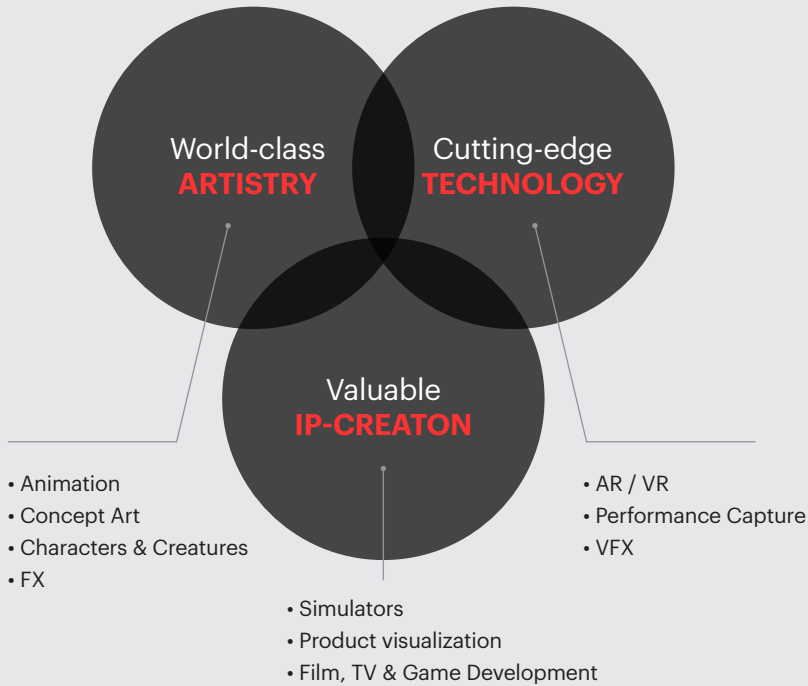 World-class
ARTISTRY
Cutting-edge
TECHNOLOGY
Valuable
IP-CREATON
• Animation
• Concept Art
• Characters & Creatures
• FX
• AR / VR
• Performance Capture
• VFX
• Simulators
• Product visualization
• Film, TV & Game Development